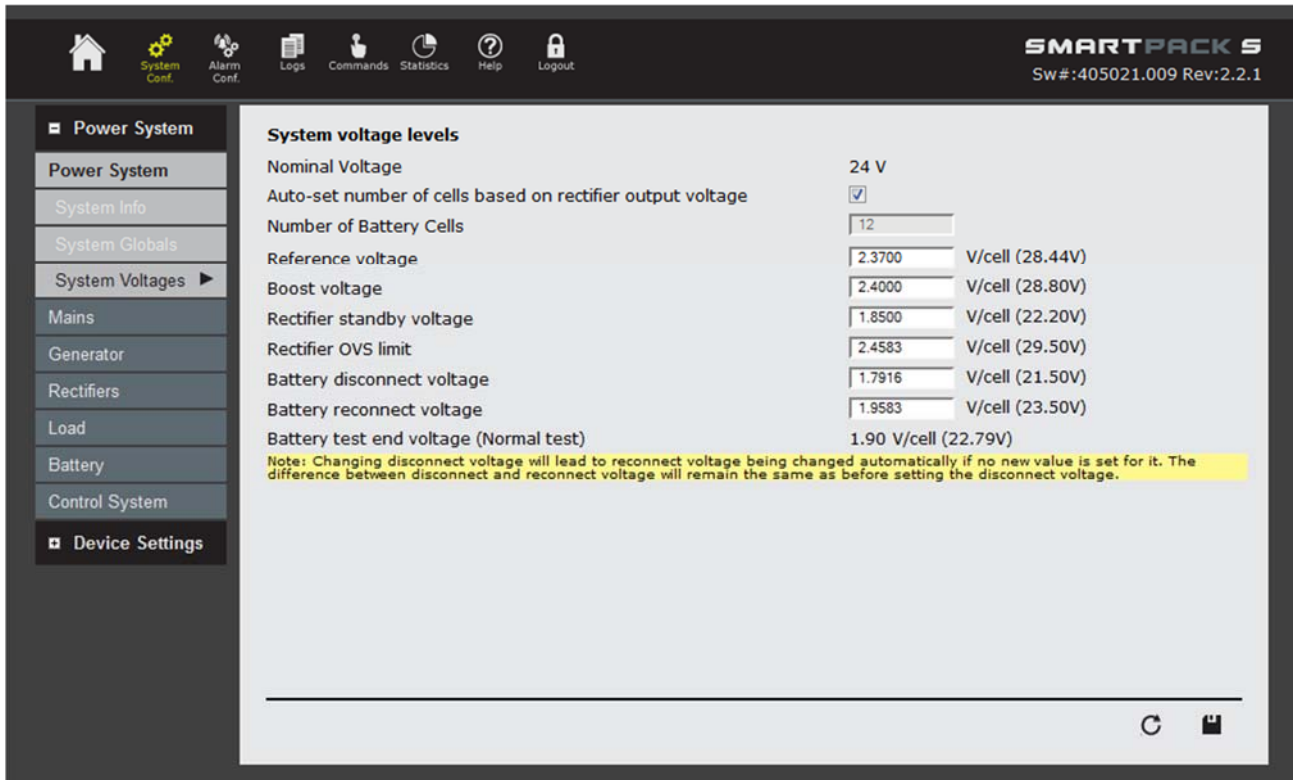 System Conf.
Alarm Conf.
Logs
Commands
Statistics
Help
Logout
SMARTPACK S
Sw#:405021.009 Rev:2.2.1
Power System
Power System
System Info
System Globals
System Voltages
Mains
Generator
Rectifiers
Load
Battery
Control System
Device Settings
System voltage levels
Nominal Voltage 24 V
Auto-set number of cells based on rectifier output voltage
Number of Battery Cells 12
Reference voltage 2.3700 V/cell (28.44V)
Boost voltage 2.4000 V/cell (28.80V)
Rectifier standby voltage 1.8500 V/cell (22.20V)
Rectifier OVS limit 2.4583 V/cell (29.50V)
Battery disconnect voltage 1.7916 V/cell (21.50V)
Battery reconnect voltage 1.9583 V/cell (23.50V)
Battery test end voltage (Normal test) 1.90 V/cell (22.79V)
Note: Changing disconnect voltage will lead to reconnect voltage being changed automatically if no new value is set for it. The
difference between disconnect and reconnect voltage will remain the same as before setting the disconnect voltage.